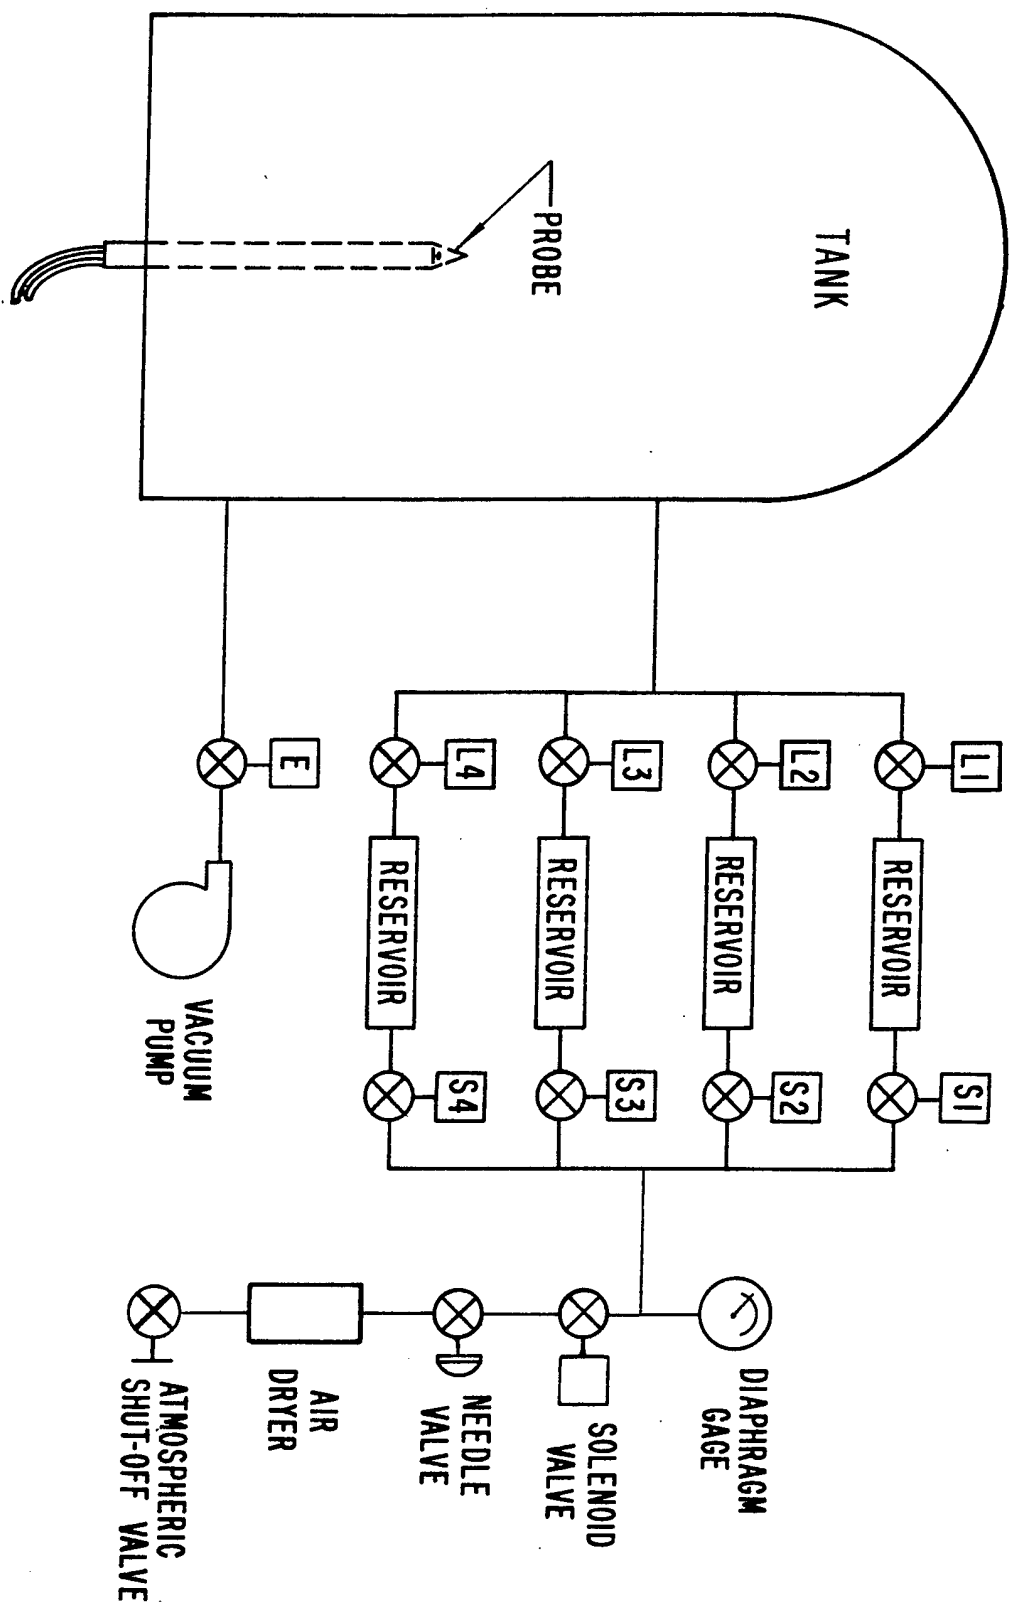 TANK
PROBE
L1
L2
L3
L4
E
RESERVOIR
RESERVOIR
RESERVOIR
RESERVOIR
VACUUM
PUMP
S1
S2
S3
S4
DIAPHRAGM
GAGE
SOLENOID
VALVE
NEEDLE
VALVE
AIR
DRYER
ATMOSPHERIC
SHUT-OFF VALVE